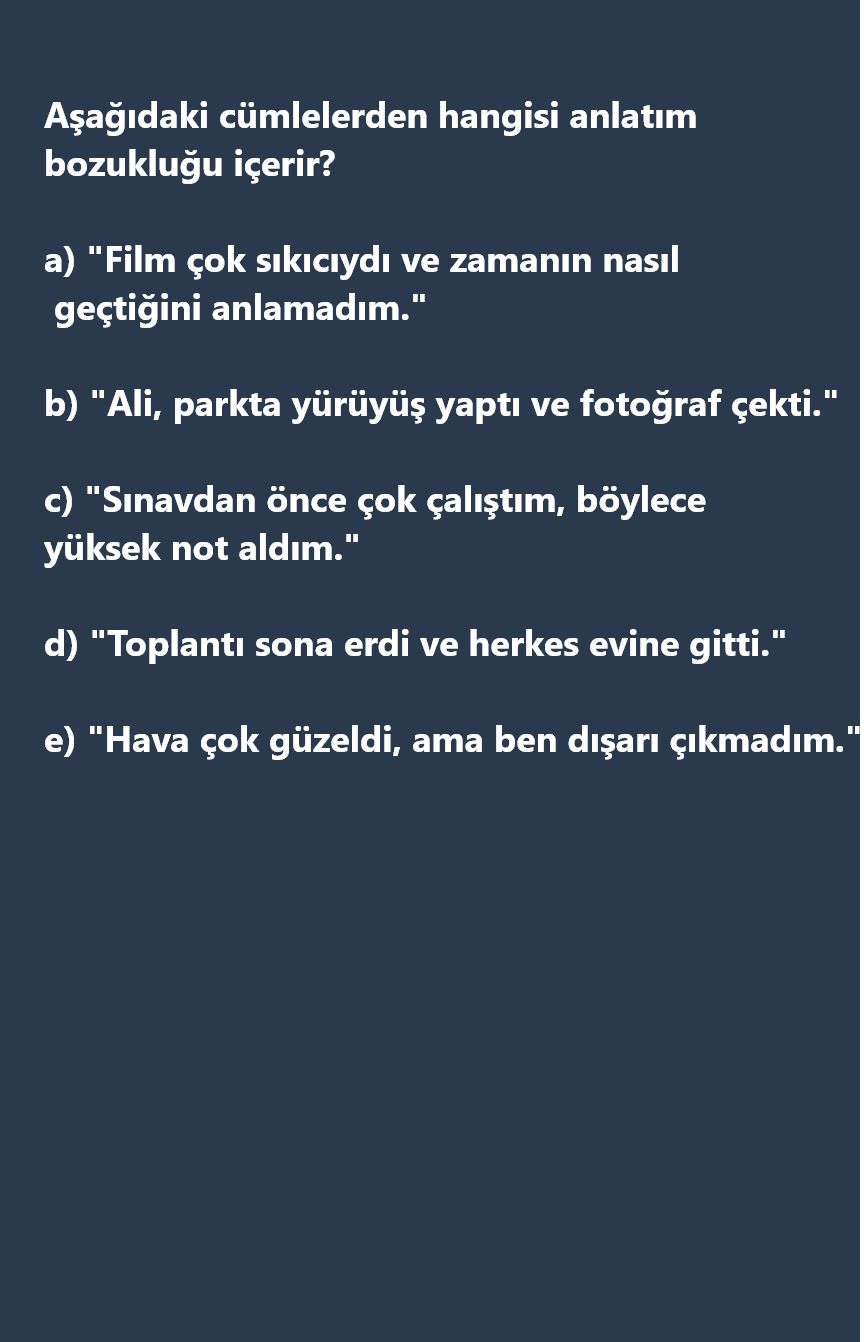 Aşağıdaki cümlelerden hangisi anlatım
bozukluğu içerir?
a) "Film çok sıkıcıydı ve zamanın nasıl
geçtiğini anlamadım."
b) "Ali, parkta yürüyüş yaptı ve fotoğraf çekti."
c) "Sınavdan önce çok çalıştım, böylece
yüksek not aldım."
d) "Toplantı sona erdi ve herkes evine gitti."
e) "Hava çok güzeldi, ama ben dışarı çıkmadım."